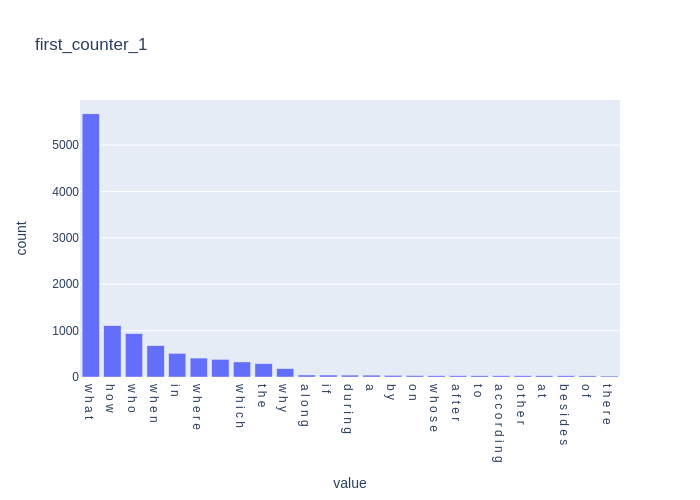 first_counter_1
count
5000
4000
3000
2000
1000
0
what
how
who
when
in
where
which
the
why
along
if
during
a
by
on
whose
after
to
according
other
at
besides
of
there
value